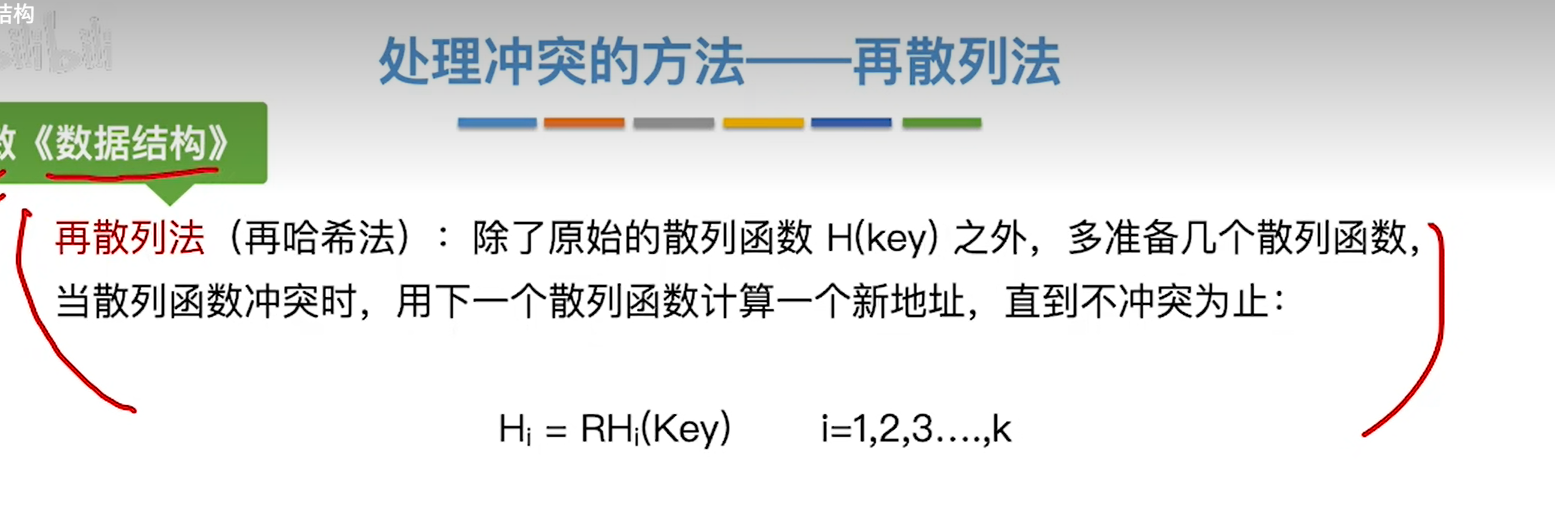 结构
处理冲突的方法——再散列法
《数据结构》
再散列法（再哈希法）：除了原始的散列函数 H(key) 之外，多准备几个散列函数，
当散列函数冲突时，用下一个散列函数计算一个新地址，直到不冲突为止：
Hᵢ = RHᵢ(Key) i=1,2,3….,k